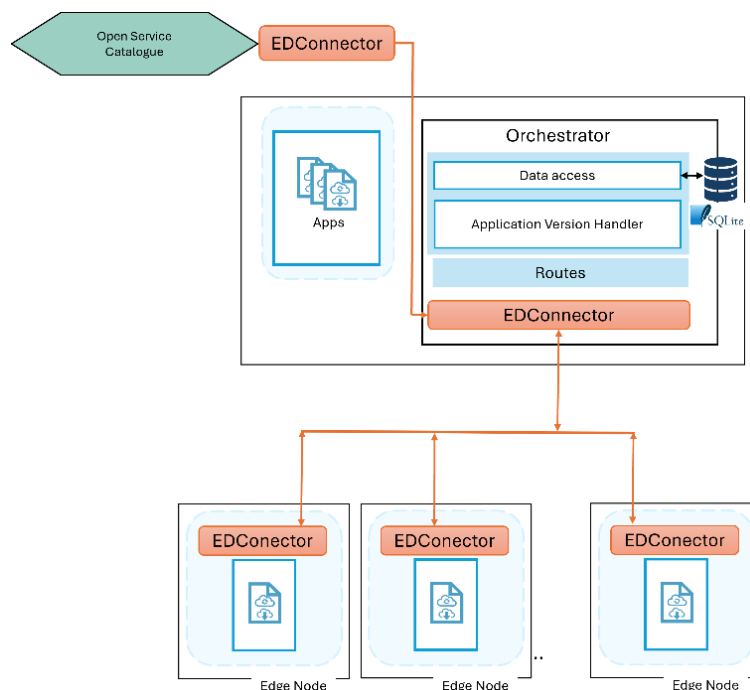 Open Service
Catalogue
EDConnector
Orchestrator
Data access
Apps
Application Version Handler
SQLite
Routes
EDConnector
EDConector
EDConector
EDConector
..
Edge Node
Edge Node
Edge Node